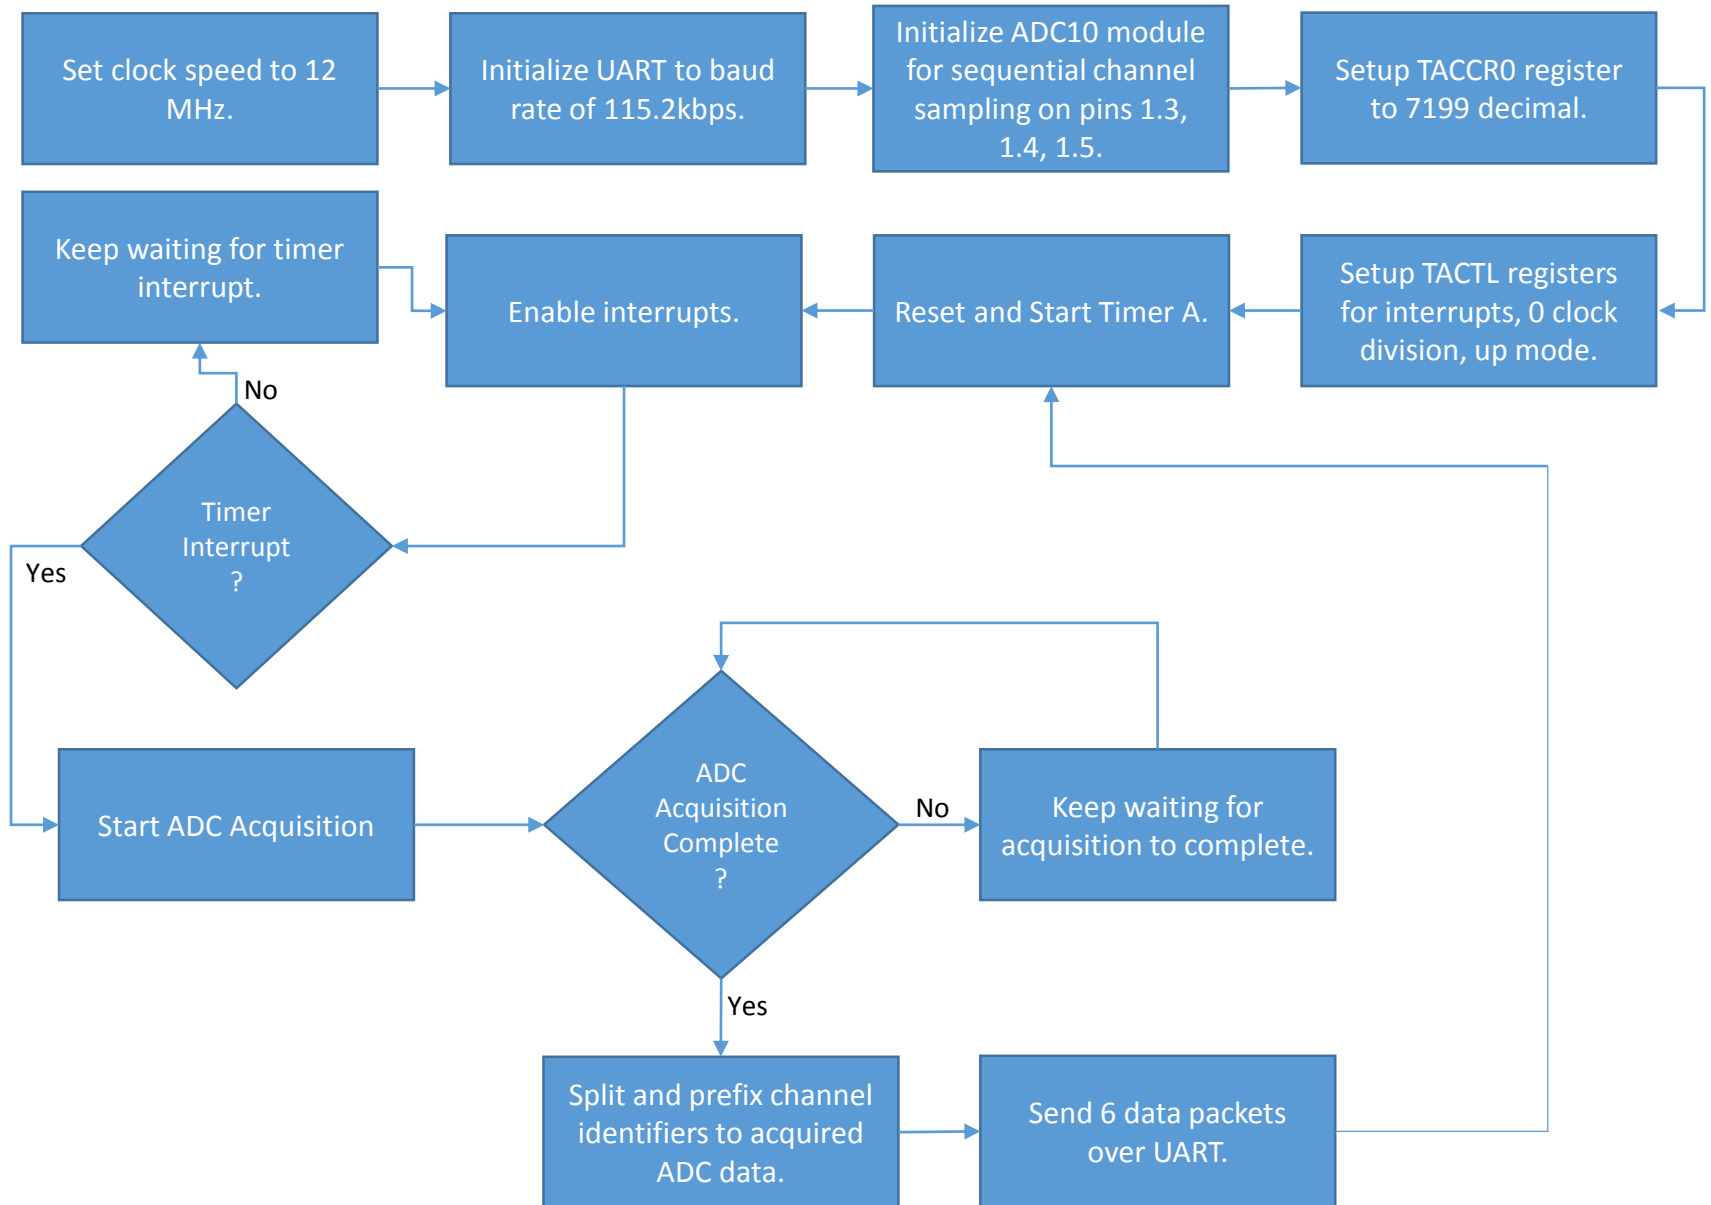 Set clock speed to 12
MHz.
Initialize UART to baud
rate of 115.2kbps.
Initialize ADC10 module
for sequential channel
sampling on pins 1.3,
1.4, 1.5.
Setup TACCR0 register
to 7199 decimal.
Keep waiting for timer
interrupt.
Enable interrupts.
Reset and Start Timer A.
Setup TACTL registers
for interrupts, 0 clock
division, up mode.
No
Timer
Interrupt
?
Yes
Start ADC Acquisition
ADC
Acquisition
Complete
?
No
Keep waiting for
acquisition to complete.
Yes
Split and prefix channel
identifiers to acquired
ADC data.
Send 6 data packets
over UART.